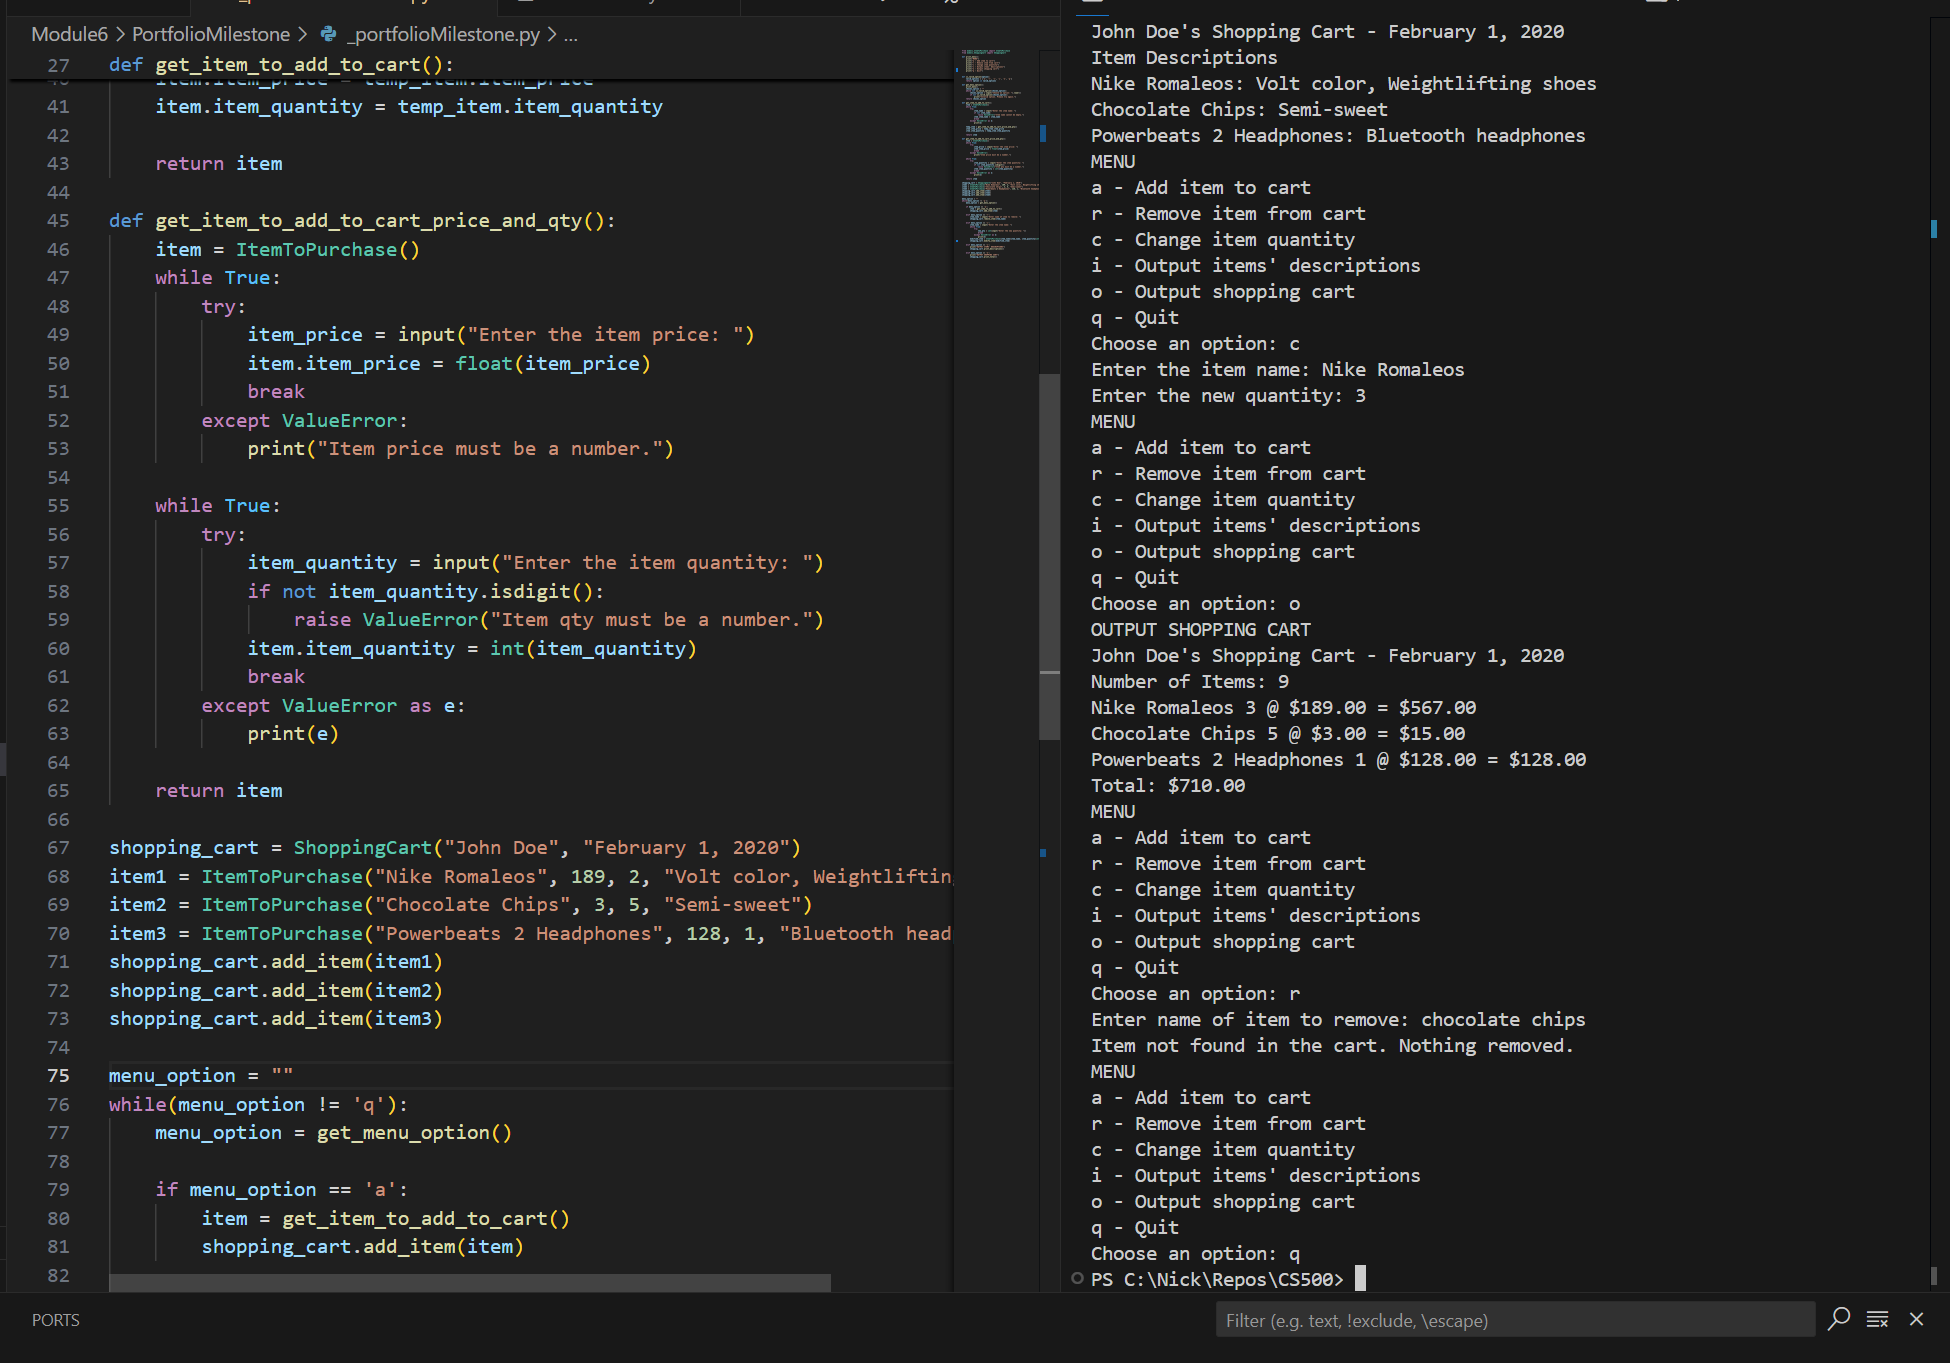 Module6 > PortfolioMilestone > _portfolioMilestone.py > ...
27 def get_item_to_add_to_cart():
40 item.item_price = temp_item.item_price
41 item.item_quantity = temp_item.item_quantity
42
43 return item
44
45 def get_item_to_add_to_cart_price_and_qty():
46 item = ItemToPurchase()
47 while True:
48 try:
49 item_price = input("Enter the item price: ")
50 item.item_price = float(item_price)
51 break
52 except ValueError:
53 print("Item price must be a number.")
54
55 while True:
56 try:
57 item_quantity = input("Enter the item quantity: ")
58 if not item_quantity.isdigit():
59 raise ValueError("Item qty must be a number.")
60 item.item_quantity = int(item_quantity)
61 break
62 except ValueError as e:
63 print(e)
64
65 return item
66
67 shopping_cart = ShoppingCart("John Doe", "February 1, 2020")
68 item1 = ItemToPurchase("Nike Romaleos", 189, 2, "Volt color, Weightliftin
69 item2 = ItemToPurchase("Chocolate Chips", 3, 5, "Semi-sweet")
70 item3 = ItemToPurchase("Powerbeats 2 Headphones", 128, 1, "Bluetooth head
71 shopping_cart.add_item(item1)
72 shopping_cart.add_item(item2)
73 shopping_cart.add_item(item3)
74
75 menu_option = ""
76 while(menu_option != 'q'):
77 menu_option = get_menu_option()
78
79 if menu_option == 'a':
80 item = get_item_to_add_to_cart()
81 shopping_cart.add_item(item)
82
John Doe's Shopping Cart - February 1, 2020
Item Descriptions
Nike Romaleos: Volt color, Weightlifting shoes
Chocolate Chips: Semi-sweet
Powerbeats 2 Headphones: Bluetooth headphones
MENU
a - Add item to cart
r - Remove item from cart
c - Change item quantity
i - Output items' descriptions
o - Output shopping cart
q - Quit
Choose an option: c
Enter the item name: Nike Romaleos
Enter the new quantity: 3
MENU
a - Add item to cart
r - Remove item from cart
c - Change item quantity
i - Output items' descriptions
o - Output shopping cart
q - Quit
Choose an option: o
OUTPUT SHOPPING CART
John Doe's Shopping Cart - February 1, 2020
Number of Items: 9
Nike Romaleos 3 @ $189.00 = $567.00
Chocolate Chips 5 @ $3.00 = $15.00
Powerbeats 2 Headphones 1 @ $128.00 = $128.00
Total: $710.00
MENU
a - Add item to cart
r - Remove item from cart
c - Change item quantity
i - Output items' descriptions
o - Output shopping cart
q - Quit
Choose an option: r
Enter name of item to remove: chocolate chips
Item not found in the cart. Nothing removed.
MENU
a - Add item to cart
r - Remove item from cart
c - Change item quantity
i - Output items' descriptions
o - Output shopping cart
q - Quit
Choose an option: q
PS C:\Nick\Repos\CS500>
PORTS
Filter (e.g. text, !exclude, \escape)